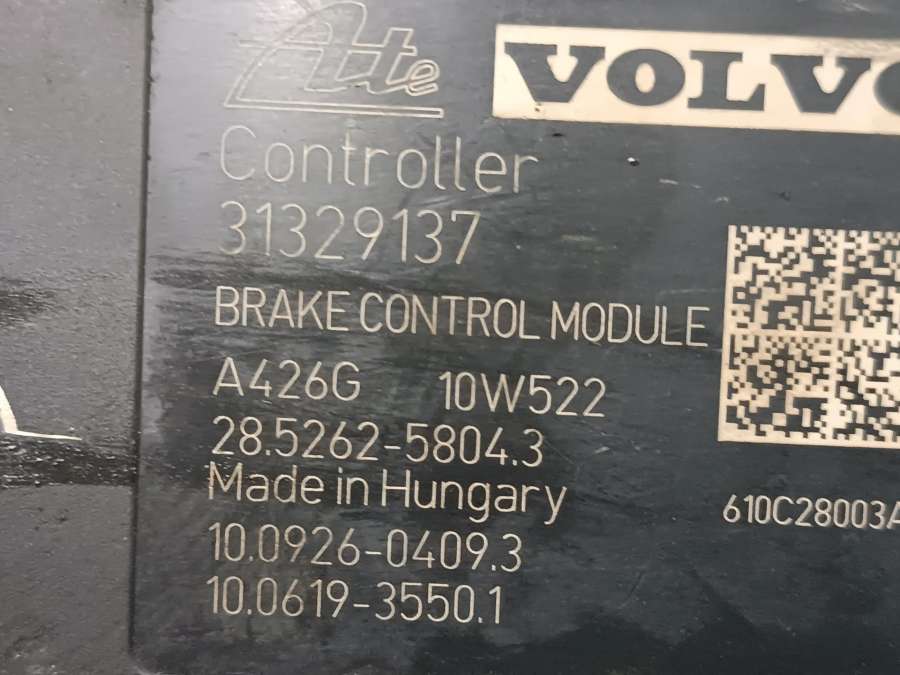 Ate
VOLVO
Controller
31329137
BRAKE CONTROL MODULE
A426G 10W522
28.5262-5804.3
Made in Hungary
610C28003A
10.0926-0409.3
10.0619-3550.1